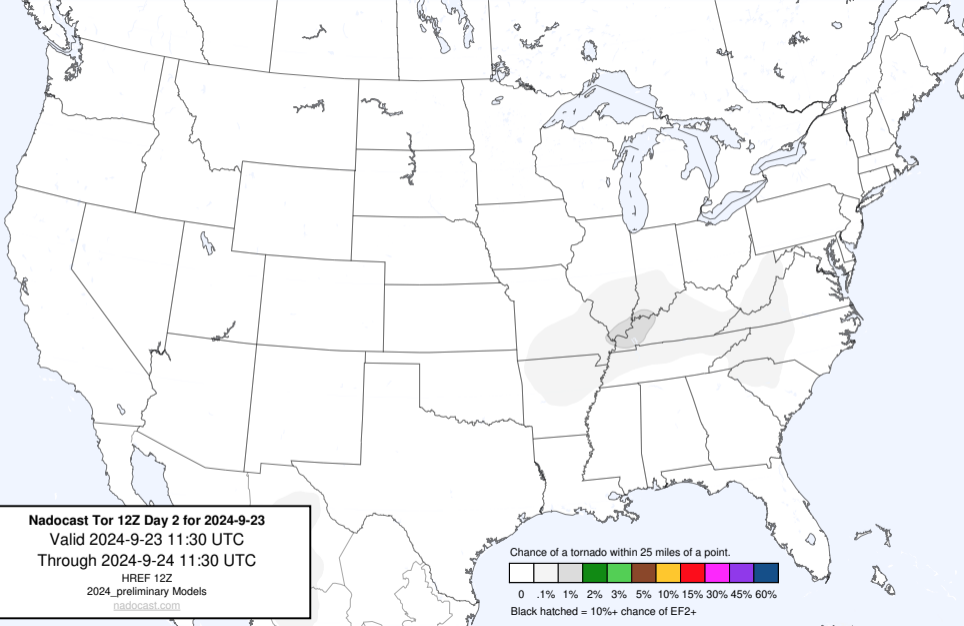 Nadocast Tor 12Z Day 2 for 2024-9-23
Valid 2024-9-23 11:30 UTC
Through 2024-9-24 11:30 UTC
HREF 12Z
2024_preliminary Models
nadocast.com
Chance of a tornado within 25 miles of a point.
0 .1% 1% 2% 3% 5% 10% 15% 30% 45% 60%
Black hatched = 10%+ chance of EF2+